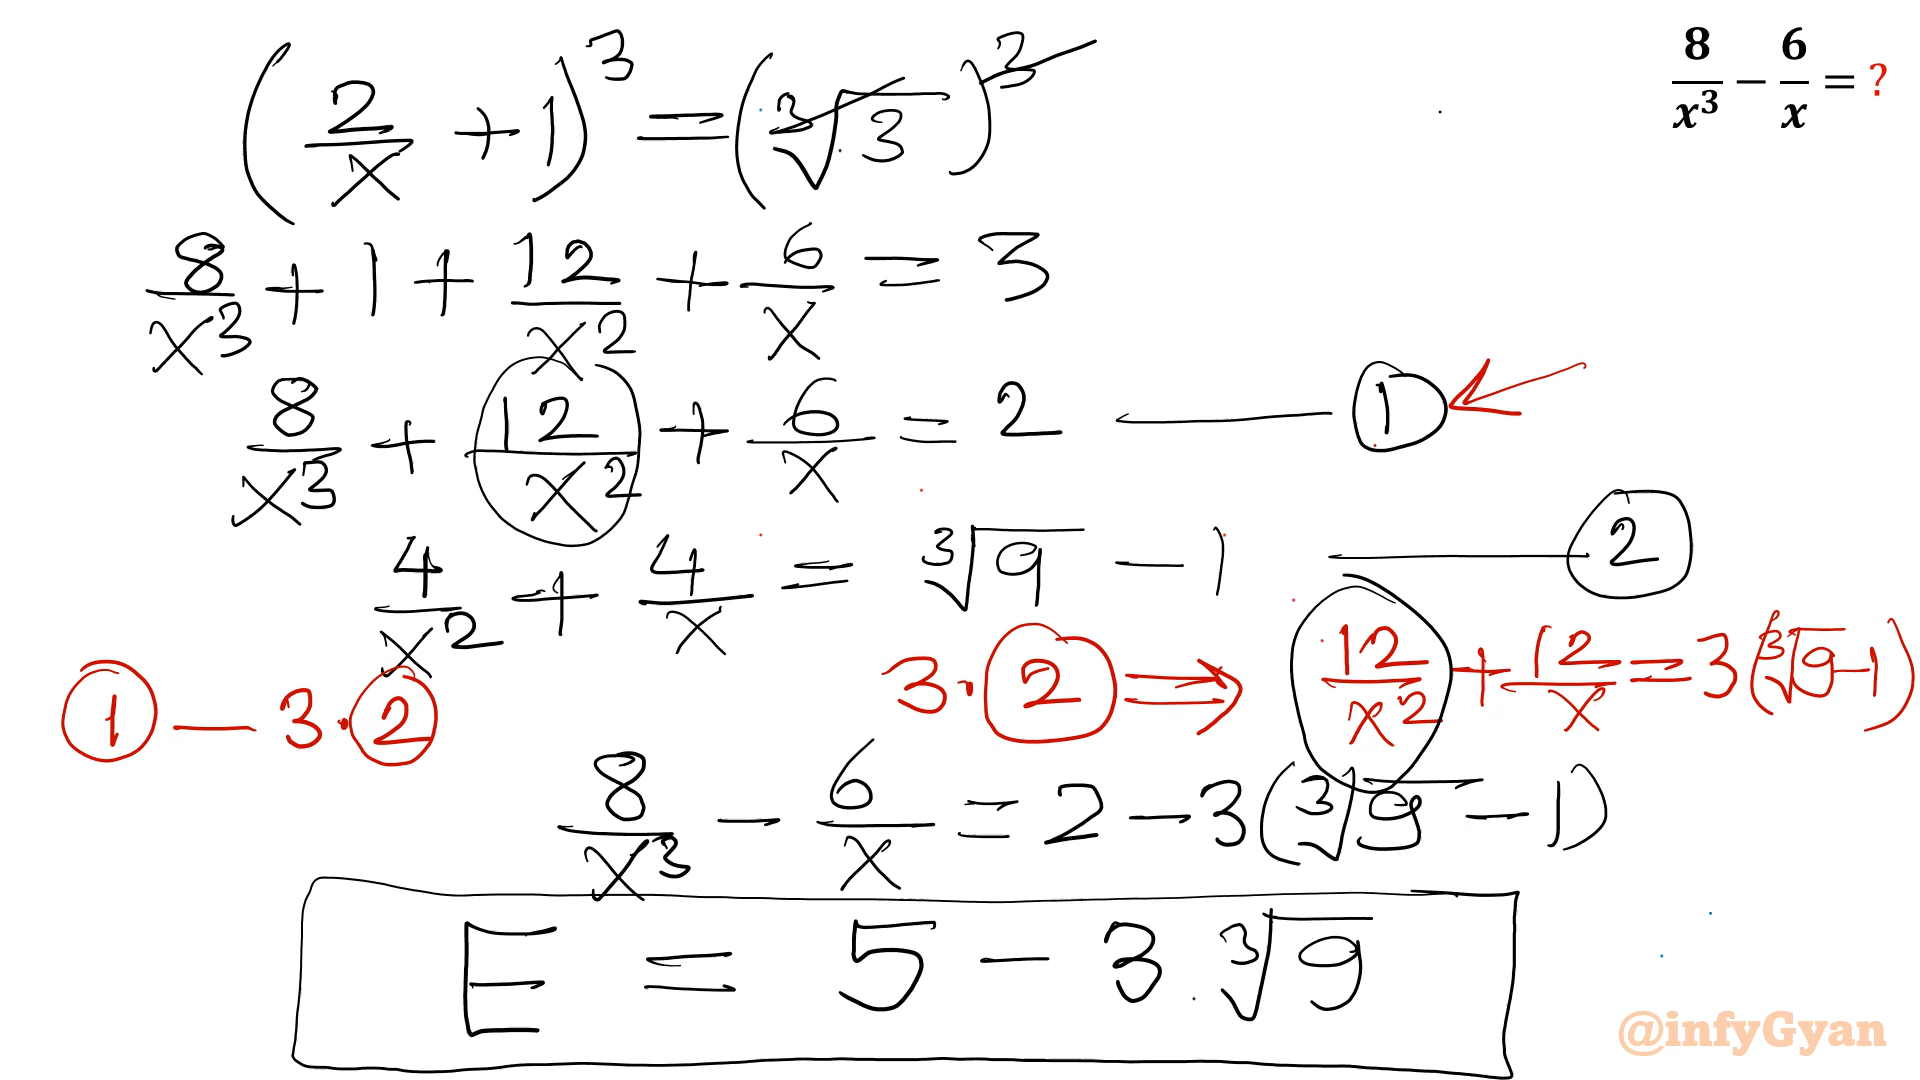 8/x³ − 6/x = ?
(2/x + 1)³ = (∛3)³
8/x³ + 1 + 12/x² + 6/x = 3
8/x³ + 12/x² + 6/x = 2 —— ①
4/x² + 4/x = ∛9 − 1 —— ②
① − 3·② 3·② ⇒ 12/x² + 12/x = 3(∛9 − 1)
8/x³ − 6/x = 2 − 3(∛9 − 1)
E = 5 − 3∛9
@infyGyan